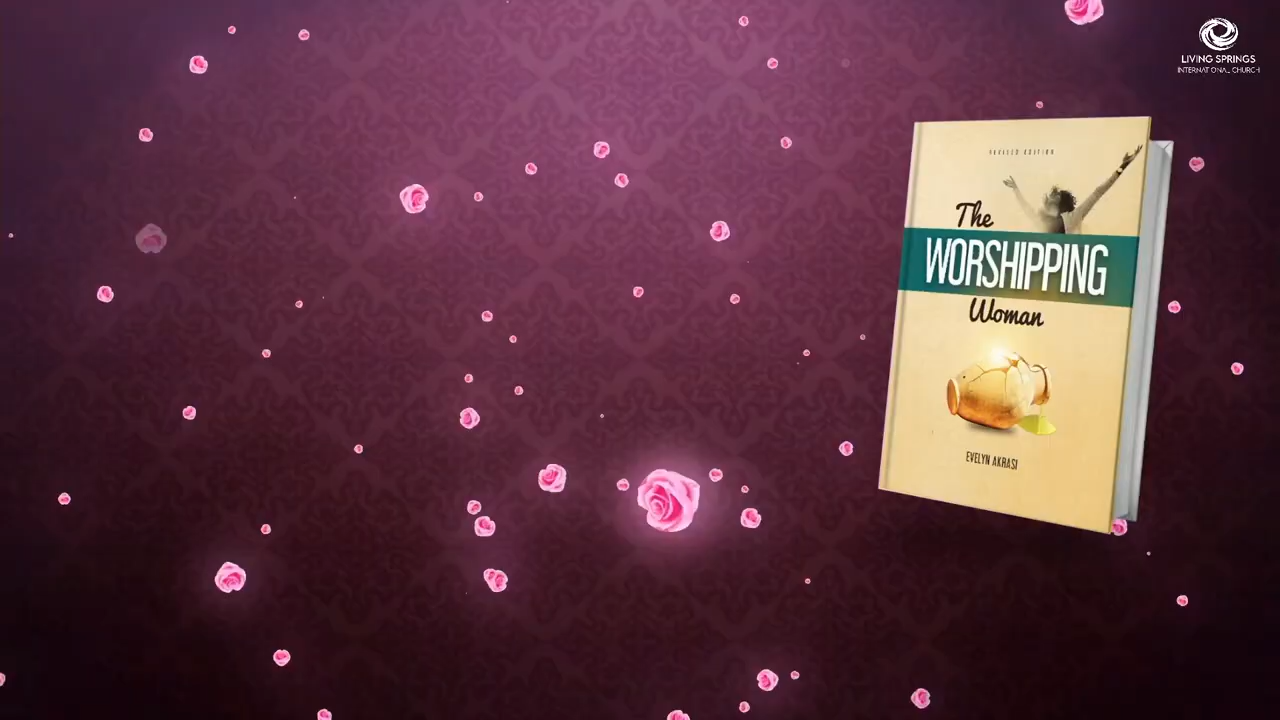 LIVING SPRINGS
INTERNATIONAL CHURCH
REVISED EDITION
The
WORSHIPPING
Woman
EVELYN AKRASI